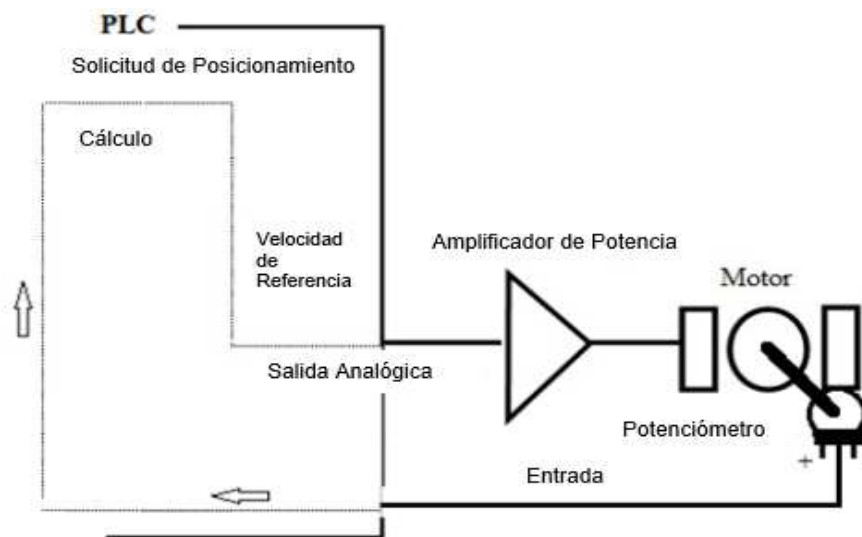 PLC
Solicitud de Posicionamiento
Cálculo
Velocidad
de
Referencia
Amplificador de Potencia
Motor
Salida Analógica
Potenciómetro
+
Entrada